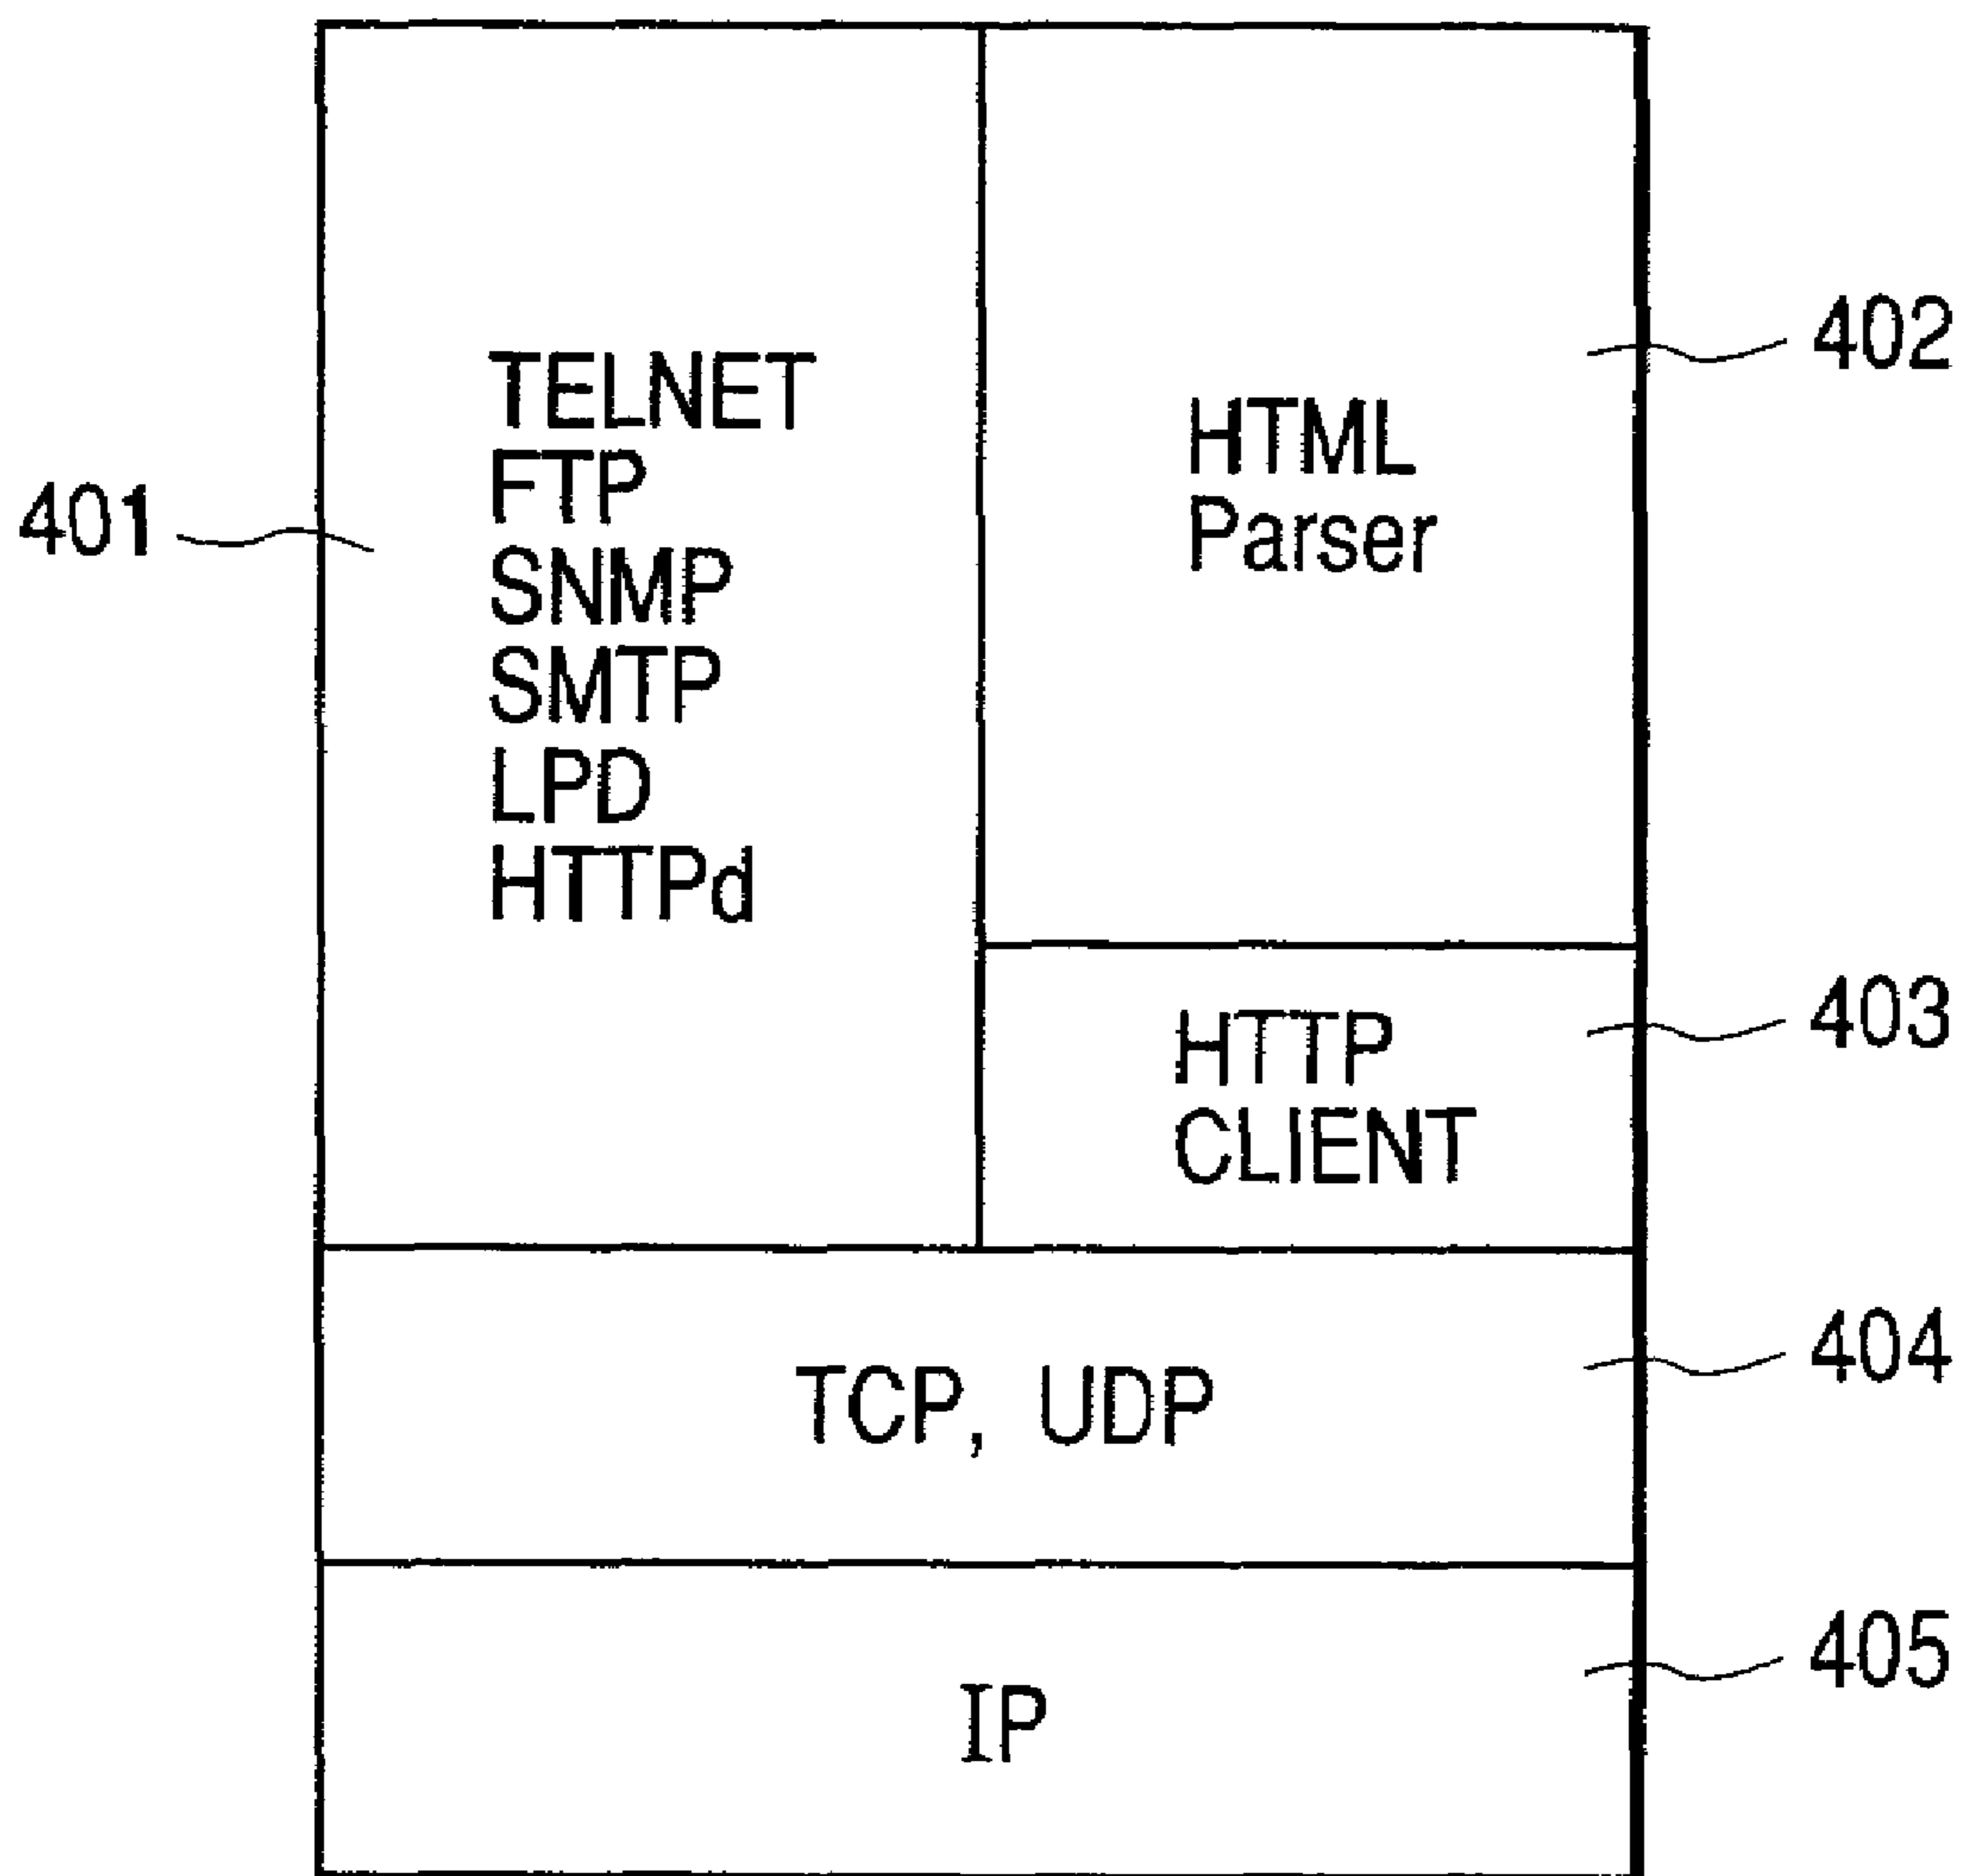 402
HTML
Parser
TELNET
FTP
SNMP
SMTP
LPD
HTTPd
401
403
HTTP
CLIENT
404
TCP, UDP
405
IP